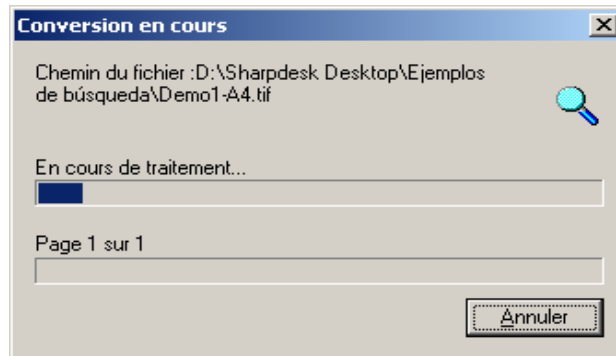 Conversion en cours
Chemin du fichier :D:\Sharpdesk Desktop\Ejemplos
de búsqueda\Demo1-A4.tif
En cours de traitement...
Page 1 sur 1
Annuler